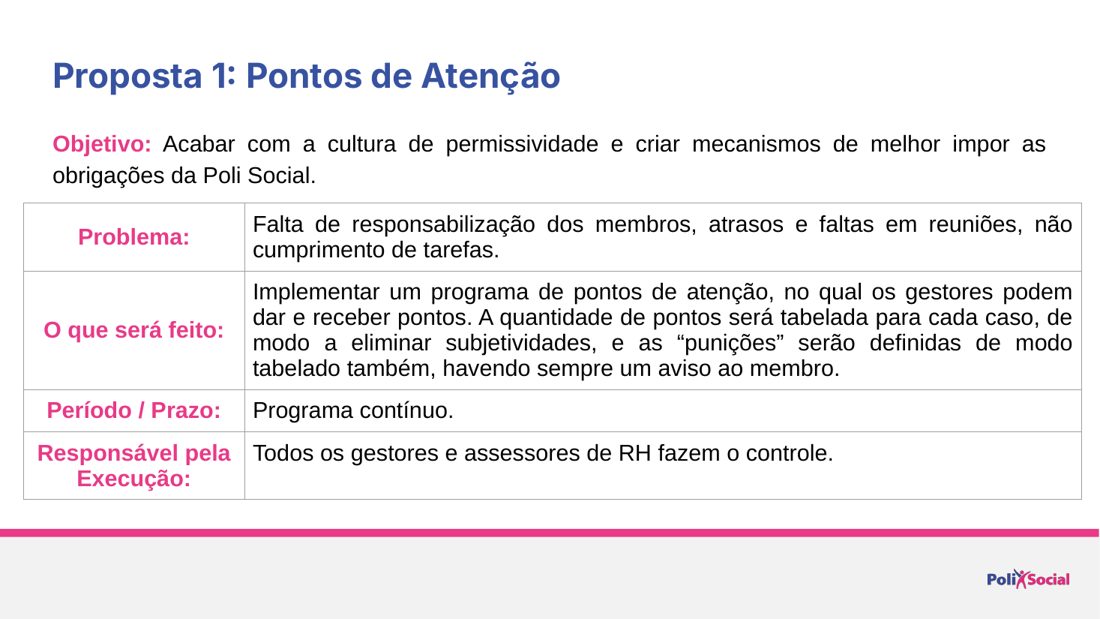 Proposta 1: Pontos de Atenção
Objetivo: Acabar com a cultura de permissividade e criar mecanismos de melhor impor as
obrigações da Poli Social.
Problema:
Falta de responsabilização dos membros, atrasos e faltas em reuniões, não
cumprimento de tarefas.
O que será feito:
Implementar um programa de pontos de atenção, no qual os gestores podem
dar e receber pontos. A quantidade de pontos será tabelada para cada caso, de
modo a eliminar subjetividades, e as “punições” serão definidas de modo
tabelado também, havendo sempre um aviso ao membro.
Período / Prazo:
Programa contínuo.
Responsável pela
Execução:
Todos os gestores e assessores de RH fazem o controle.
Poli Social